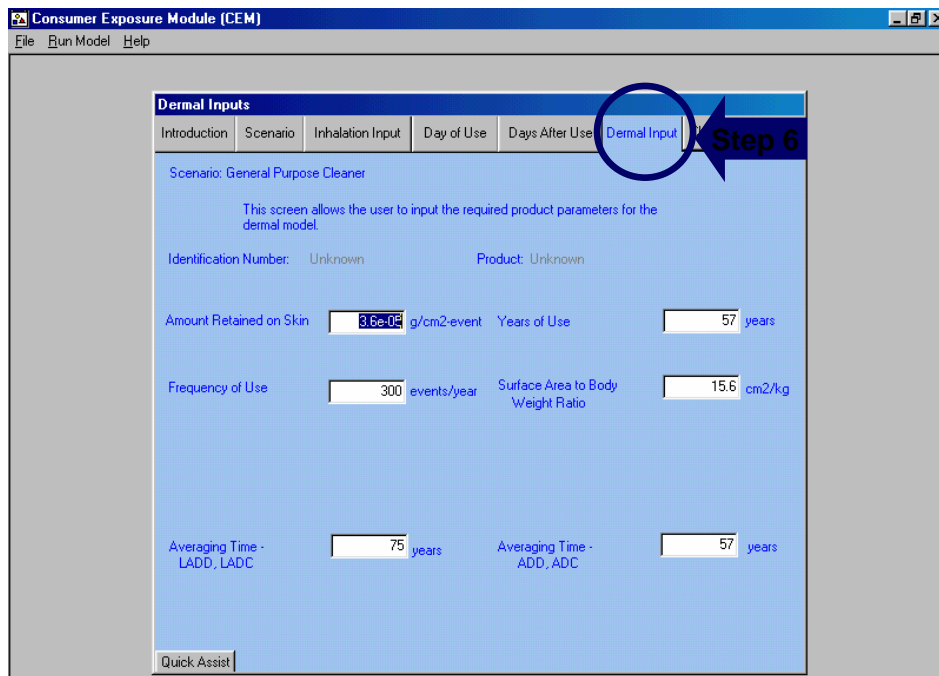 Consumer Exposure Module (CEM)
File Run Model Help
Dermal Inputs
Introduction Scenario Inhalation Input Day of Use Days After Use Dermal Input
Step 6
Scenario: General Purpose Cleaner
This screen allows the user to input the required product parameters for the
dermal model.
Identification Number: Unknown Product: Unknown
Amount Retained on Skin g/cm2-event Years of Use 57 years
Frequency of Use 300 events/year Surface Area to Body 15.6 cm2/kg
Weight Ratio
Averaging Time - 75 years Averaging Time - 57 years
LADD, LADC ADD, ADC
Quick Assist